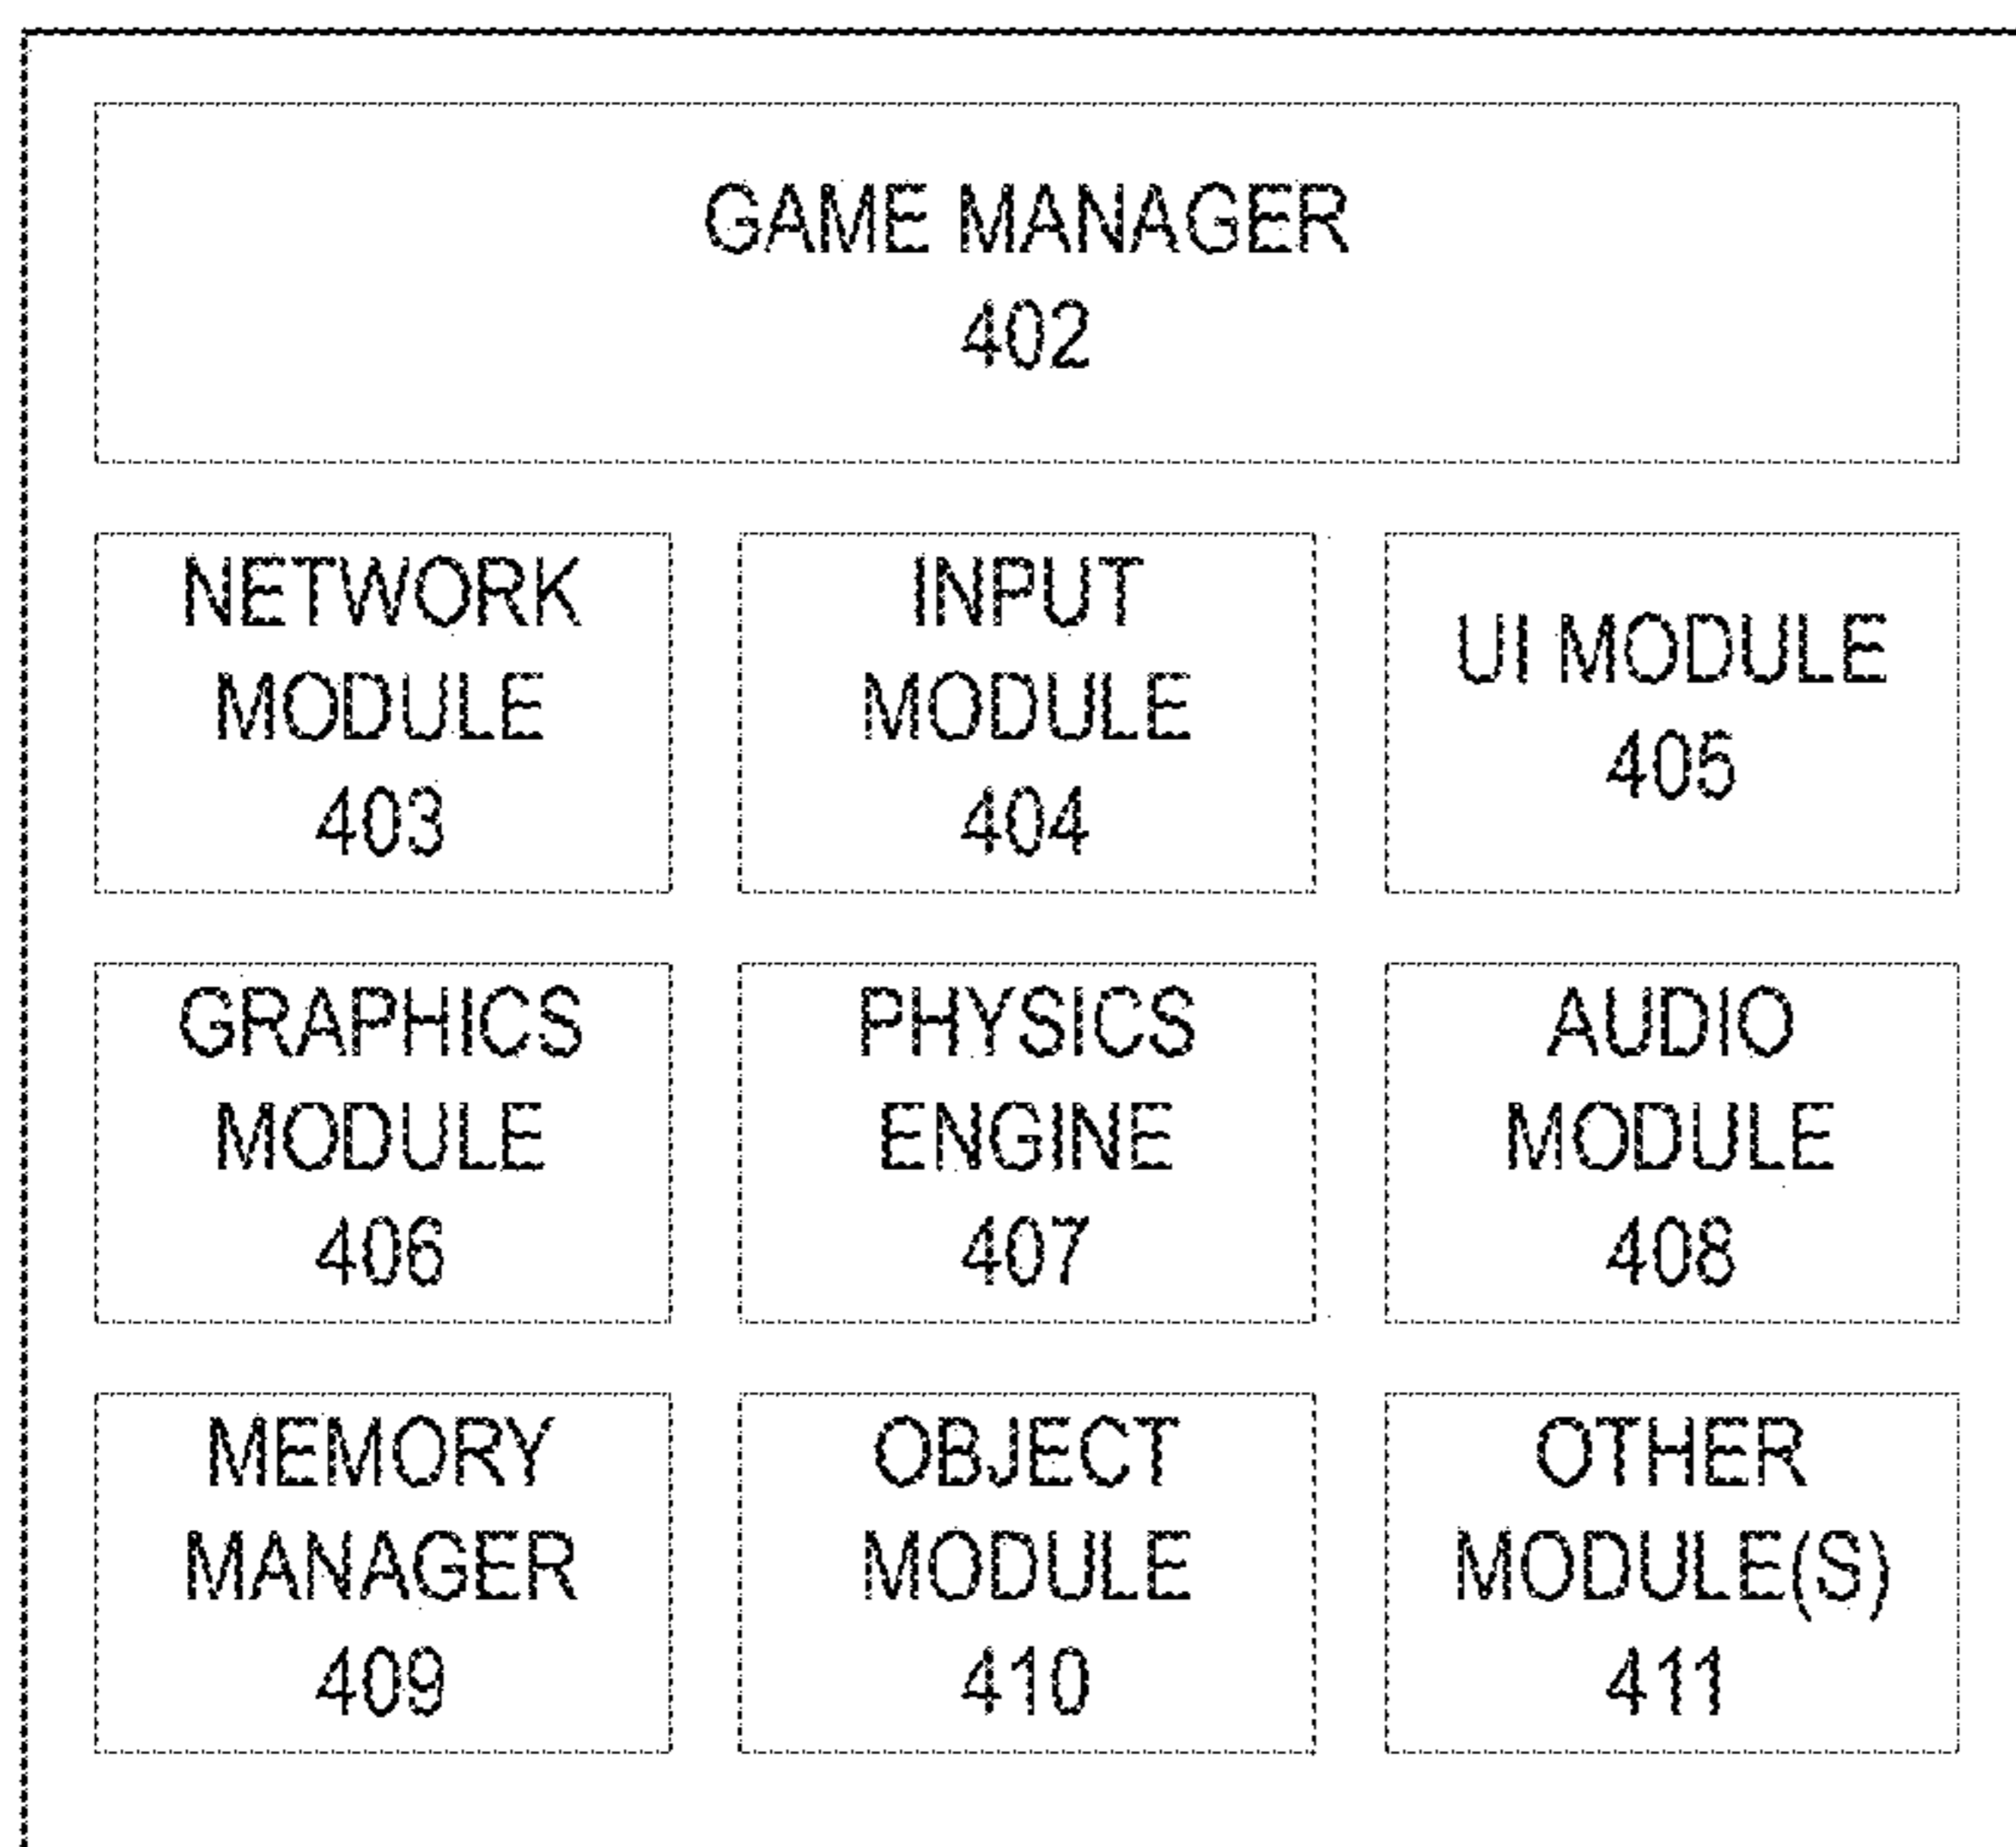 GAME MANAGER
402
NETWORK
MODULE
403
INPUT
MODULE
404
UI MODULE
405
GRAPHICS
MODULE
406
PHYSICS
ENGINE
407
AUDIO
MODULE
408
MEMORY
MANAGER
409
OBJECT
MODULE
410
OTHER
MODULE(S)
411